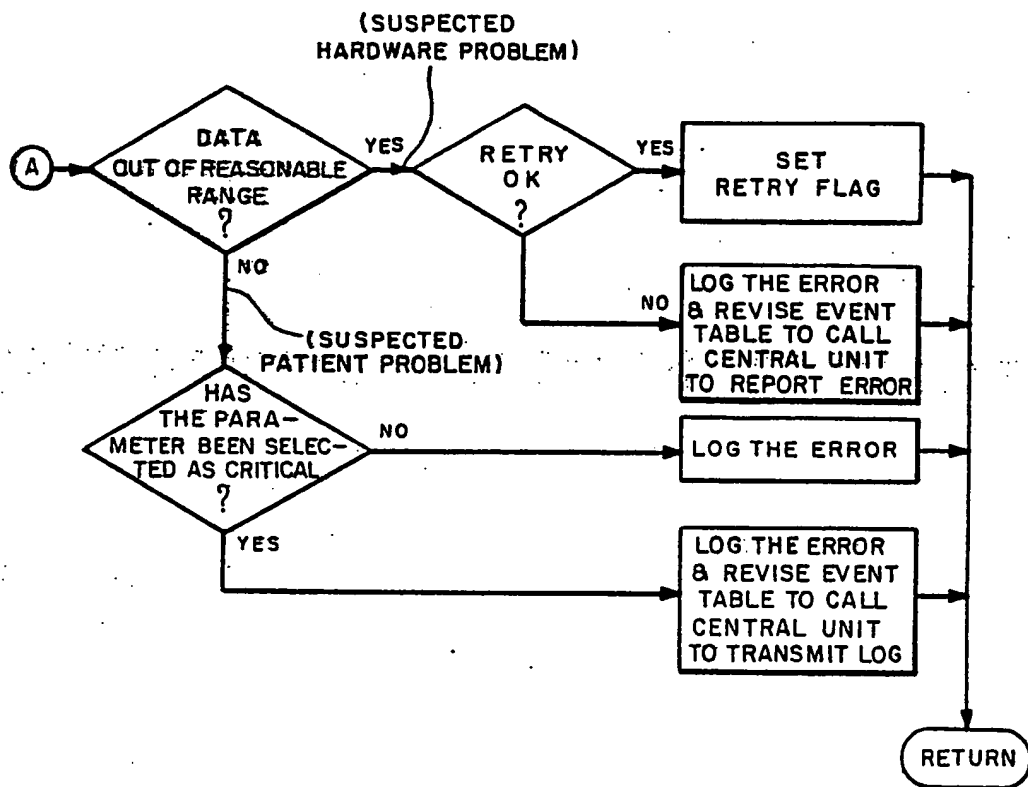 (SUSPECTED
HARDWARE PROBLEM)
A
DATA
OUT OF REASONABLE
RANGE
?
YES
RETRY
OK
?
YES
SET
RETRY FLAG
NO
NO
LOG THE ERROR
& REVISE EVENT
TABLE TO CALL
CENTRAL UNIT
TO REPORT ERROR
(SUSPECTED
PATIENT PROBLEM)
HAS
THE PARA-
METER BEEN SELEC-
TED AS CRITICAL
?
NO
LOG THE ERROR
YES
LOG THE ERROR
& REVISE EVENT
TABLE TO CALL
CENTRAL UNIT
TO TRANSMIT LOG
RETURN